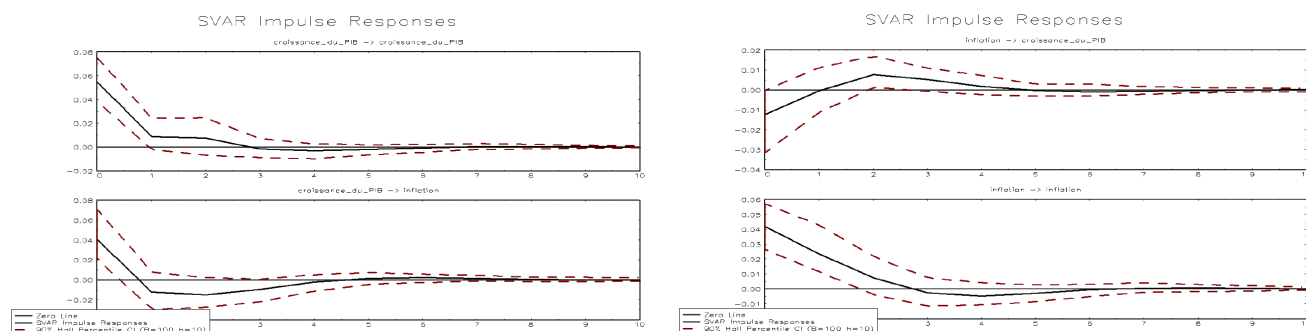 SVAR Impulse Responses
croissance_du_PIB -> croissance_du_PIB
0.08
0.06
0.04
0.02
0.00
-0.02
0 1 2 3 4 5 6 7 8 9 10
croissance_du_PIB -> inflation
0.08
0.06
0.04
0.02
0.00
-0.02
Zero Line
SVAR Impulse Responses
90% Hall Percentile CI (B=100 h=10)
4 5 6 7 8 9 10
SVAR Impulse Responses
inflation -> croissance_du_PIB
0.02
0.01
0.00
-0.01
-0.02
-0.03
-0.04
0 1 2 3 4 5 6 7 8 9 10
inflation -> inflation
0.06
0.05
0.04
0.03
0.02
0.01
0.00
-0.01
Zero Line
SVAR Impulse Responses
90% Hall Percentile CI (B=100 h=10)
4 5 6 7 8 9 10